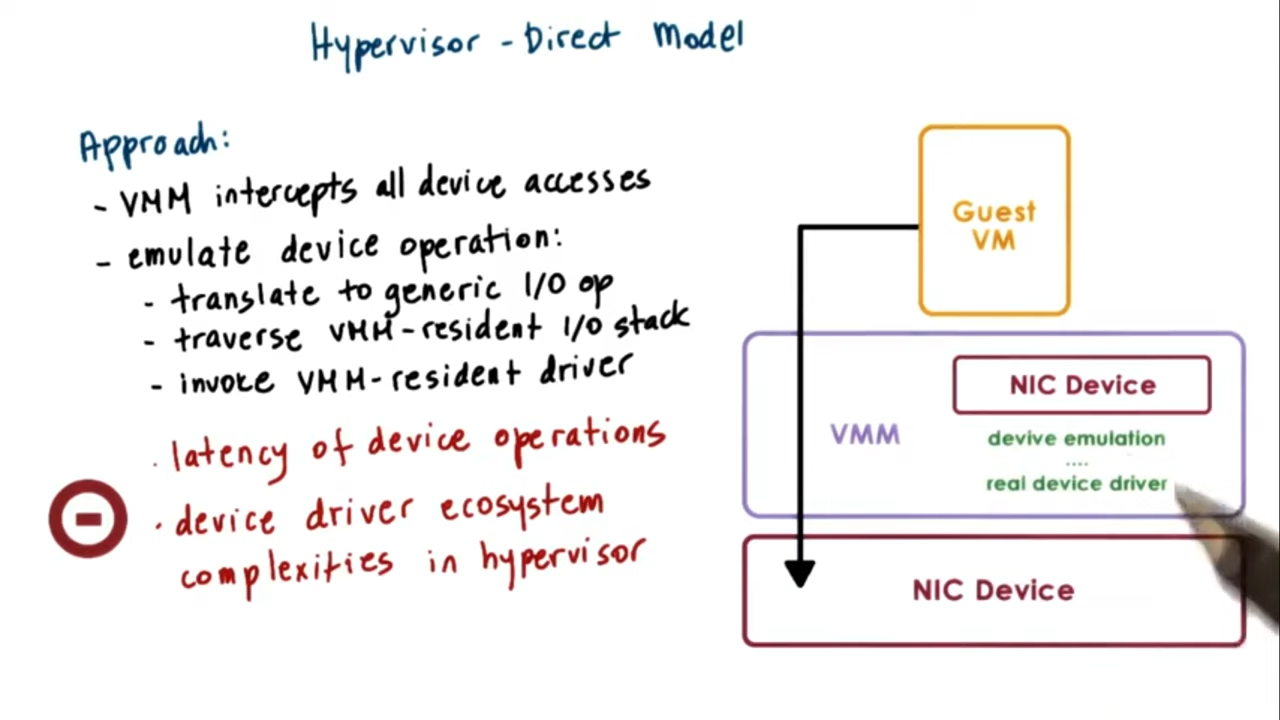 Hypervisor - Direct Model
Approach:
- VMM intercepts all device accesses
- emulate device operation:
- translate to generic I/O op
- traverse VMM-resident I/O stack
- invoke VMM-resident driver
· latency of device operations
· device driver ecosystem
complexities in hypervisor
Guest
VM
VMM
NIC Device
devive emulation
....
real device driver
NIC Device